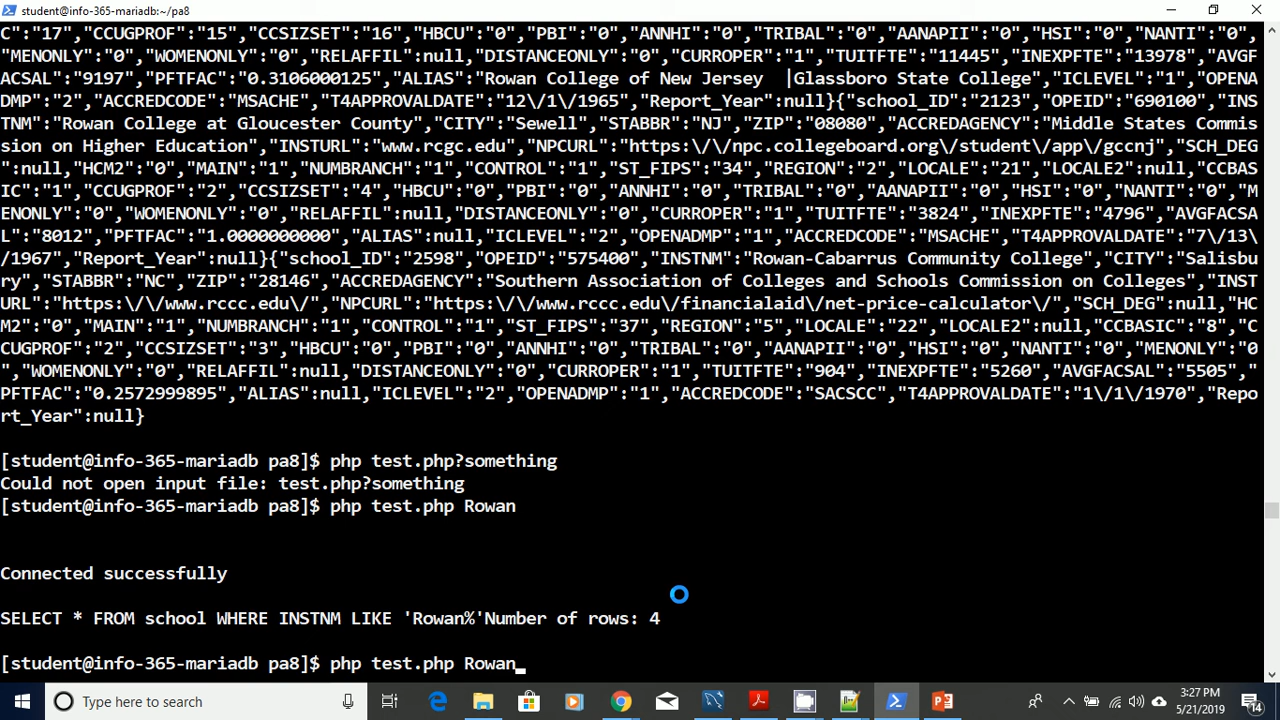 student@info-365-mariadb:~/pa8
C":"17","CCUGPROF":"15","CCSIZSET":"16","HBCU":"0","PBI":"0","ANNHI":"0","TRIBAL":"0","AANAPII":"0","HSI":"0","NANTI":"0",
"MENONLY":"0","WOMENONLY":"0","RELAFFIL":null,"DISTANCEONLY":"0","CURROPER":"1","TUITFTE":"11445","INEXPFTE":"13978","AVGF
ACSAL":"9197","PFTFAC":"0.3106000125","ALIAS":"Rowan College of New Jersey  |Glassboro State College","ICLEVEL":"1","OPENA
DMP":"2","ACCREDCODE":"MSACHE","T4APPROVALDATE":"12\/1\/1965","Report_Year":null}{"school_ID":"2123","OPEID":"690100","INS
TNM":"Rowan College at Gloucester County","CITY":"Sewell","STABBR":"NJ","ZIP":"08080","ACCREDAGENCY":"Middle States Commis
sion on Higher Education","INSTURL":"www.rcgc.edu","NPCURL":"https:\/\/npc.collegeboard.org\/student\/app\/gccnj","SCH_DEG
":null,"HCM2":"0","MAIN":"1","NUMBRANCH":"1","CONTROL":"1","ST_FIPS":"34","REGION":"2","LOCALE":"21","LOCALE2":null,"CCBAS
IC":"1","CCUGPROF":"2","CCSIZSET":"4","HBCU":"0","PBI":"0","ANNHI":"0","TRIBAL":"0","AANAPII":"0","HSI":"0","NANTI":"0","M
ENONLY":"0","WOMENONLY":"0","RELAFFIL":null,"DISTANCEONLY":"0","CURROPER":"1","TUITFTE":"3824","INEXPFTE":"4796","AVGFACSA
L":"8012","PFTFAC":"1.0000000000","ALIAS":null,"ICLEVEL":"2","OPENADMP":"1","ACCREDCODE":"MSACHE","T4APPROVALDATE":"7\/13\
/1967","Report_Year":null}{"school_ID":"2598","OPEID":"575400","INSTNM":"Rowan-Cabarrus Community College","CITY":"Salisbu
ry","STABBR":"NC","ZIP":"28146","ACCREDAGENCY":"Southern Association of Colleges and Schools Commission on Colleges","INST
URL":"https:\/\/www.rccc.edu\/","NPCURL":"https:\/\/www.rccc.edu\/financialaid\/net-price-calculator\/","SCH_DEG":null,"HC
M2":"0","MAIN":"1","NUMBRANCH":"1","CONTROL":"1","ST_FIPS":"37","REGION":"5","LOCALE":"22","LOCALE2":null,"CCBASIC":"8","C
CUGPROF":"2","CCSIZSET":"3","HBCU":"0","PBI":"0","ANNHI":"0","TRIBAL":"0","AANAPII":"0","HSI":"0","NANTI":"0","MENONLY":"0
","WOMENONLY":"0","RELAFFIL":null,"DISTANCEONLY":"0","CURROPER":"1","TUITFTE":"904","INEXPFTE":"5260","AVGFACSAL":"5505","
PFTFAC":"0.2572999895","ALIAS":null,"ICLEVEL":"2","OPENADMP":"1","ACCREDCODE":"SACSCC","T4APPROVALDATE":"1\/1\/1970","Repo
rt_Year":null}
[student@info-365-mariadb pa8]$ php test.php?something
Could not open input file: test.php?something
[student@info-365-mariadb pa8]$ php test.php Rowan
Connected successfully
SELECT * FROM school WHERE INSTNM LIKE 'Rowan%'Number of rows: 4
[student@info-365-mariadb pa8]$ php test.php Rowan_
Type here to search
3:27 PM
5/21/2019
14